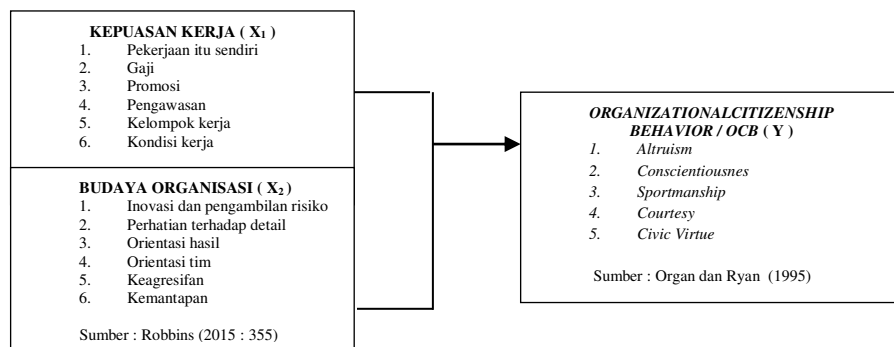 KEPUASAN KERJA ( X₁ )
1. Pekerjaan itu sendiri
2. Gaji
3. Promosi
4. Pengawasan
5. Kelompok kerja
6. Kondisi kerja
BUDAYA ORGANISASI ( X₂ )
1. Inovasi dan pengambilan risiko
2. Perhatian terhadap detail
3. Orientasi hasil
4. Orientasi tim
5. Keagresifan
6. Kemantapan
Sumber : Robbins (2015 : 355)
ORGANIZATIONALCITIZENSHIP
BEHAVIOR / OCB ( Y )
1. Altruism
2. Conscientiousnes
3. Sportmanship
4. Courtesy
5. Civic Virtue
Sumber : Organ dan Ryan (1995)